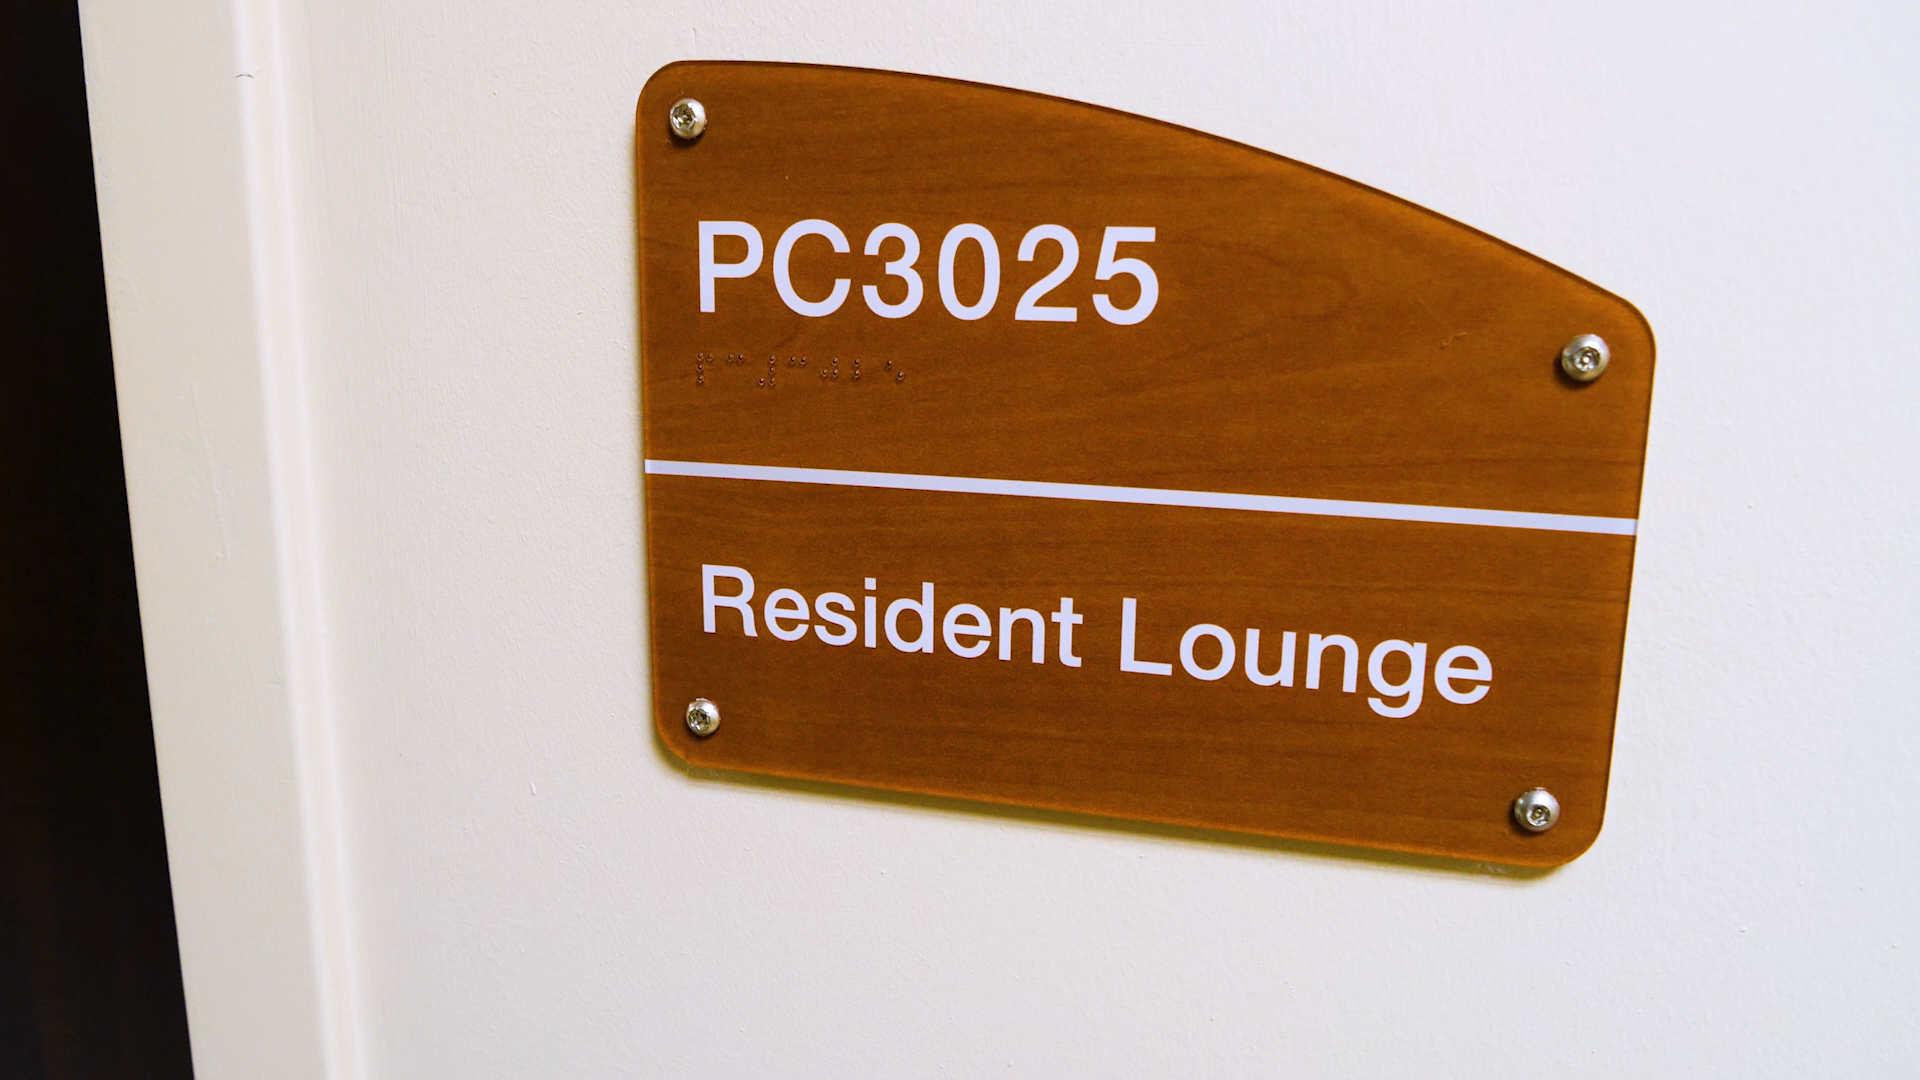 PC3025
⠏⠉⠼⠉⠚⠃⠑
Resident Lounge